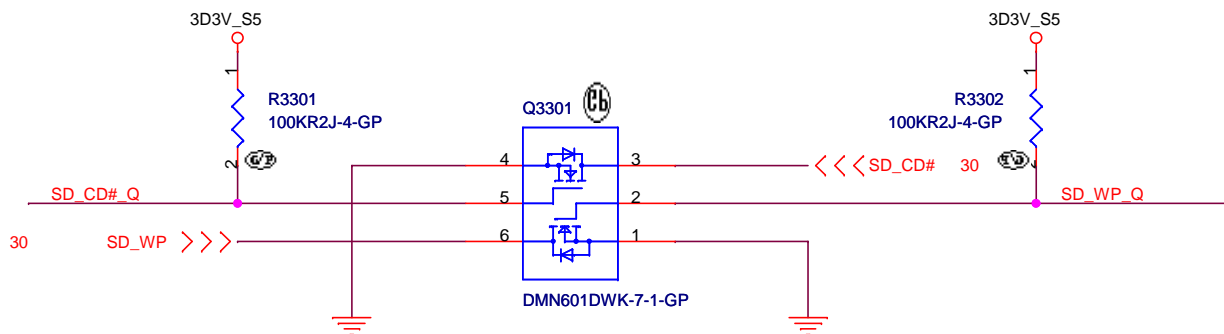 3D3V_S5
3D3V_S5
1
R3301
100KR2J-4-GP
2
Q3301
1
R3302
100KR2J-4-GP
4
3
SD_CD#
30
SD_CD#_Q
5
2
SD_WP_Q
30
SD_WP
6
1
DMN601DWK-7-1-GP